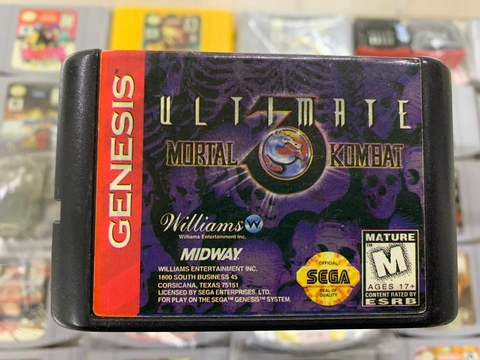 GENESIS
ULTIMATE
3
MORTAL KOMBAT
Williams W
Williams Entertainment Inc.
MIDWAY
WILLIAMS ENTERTAINMENT INC.
1800 SOUTH BUSINESS 45
CORSICANA, TEXAS 75151
LICENSED BY SEGA ENTERPRISES, LTD.
FOR PLAY ON THE SEGA™ GENESIS™ SYSTEM.
OFFICIAL
SEGA
SEAL OF
QUALITY
MATURE
M
AGES 17+
CONTENT RATED BY
ESRB